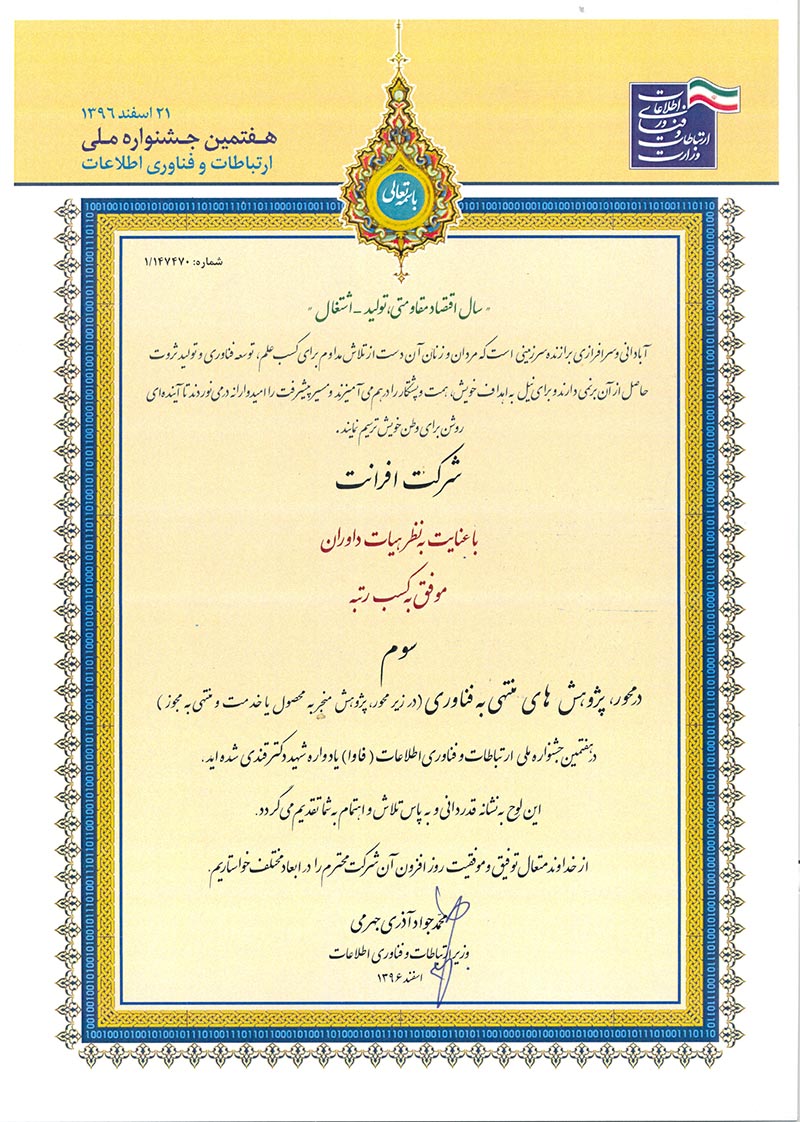 ۲۱ اسفند ۱۳۹۶
هفتمین جشنواره ملی
ارتباطات و فناوری اطلاعات
وزارت ارتباطات و فناوری اطلاعات
باسمه تعالی
شماره: ۱/۱۴۷۴۷۰
"سال اقتصاد مقاومتی، تولید - اشتغال"
آبادانی و سرافرازی برازنده سرزمینی است که مردان و زنان آن دست از تلاش مداوم برای کسب علم، توسعه فناوری و تولید ثروت
حاصل از آن برنمی دارند و برای نیل به اهداف خویش، همت و پشتکار را در هم می آمیزند و مسیر پیشرفت را امیدوارانه درمی نوردند تا آینده ای
روشن برای وطن خویش ترسیم نمایند.
شرکت افرانت
با عنایت به نظر هیات داوران
موفق به کسب رتبه
سوم
در محور، پژوهش های منتهی به فناوری (در زیر محور، پژوهش منجر به محصول یا خدمت و منتهی به مجوز)
در هفتمین جشنواره ملی ارتباطات و فناوری اطلاعات (فاوا) یادواره شهید دکتر قندی شده اید.
این لوح به نشانه قدردانی و به پاس تلاش و اهتمام به شما تقدیم می گردد.
از خداوند متعال توفیق و موفقیت روز افزون آن شرکت محترم را در ابعاد مختلف خواستاریم.
محمد جواد آذری جهرمی
وزیر ارتباطات و فناوری اطلاعات
اسفند ۱۳۹۶